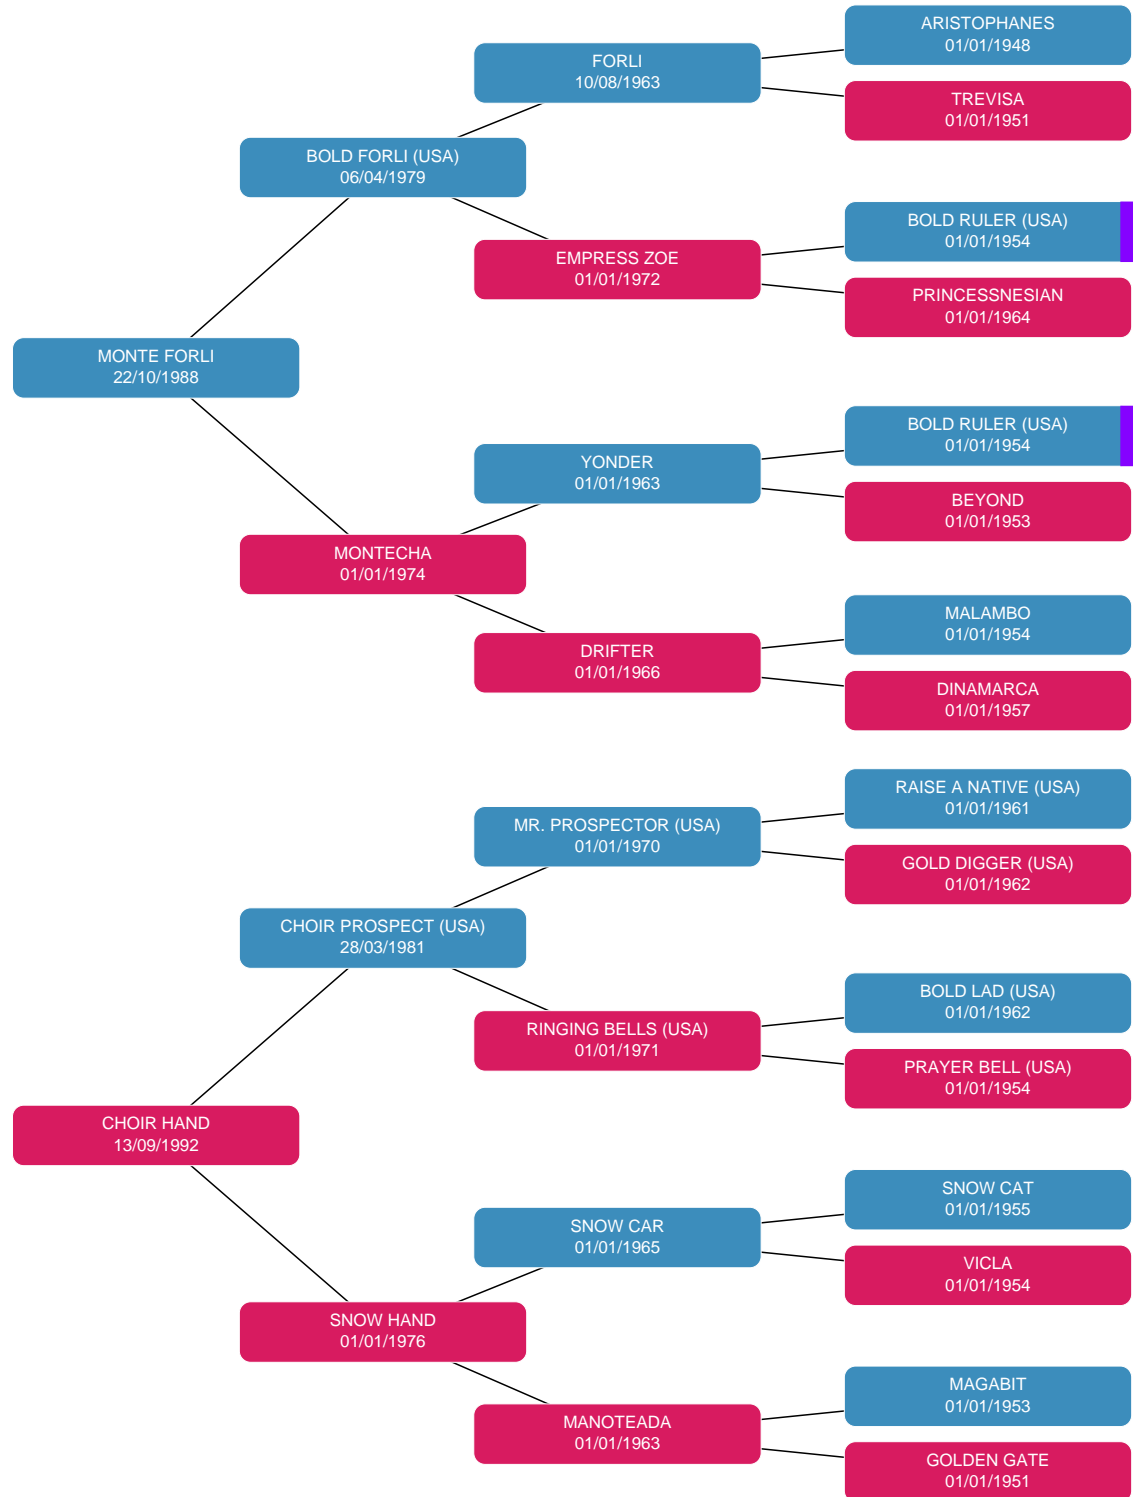 ARISTOPHANES
01/01/1948
FORLI
10/08/1963
TREVISA
01/01/1951
BOLD FORLI (USA)
06/04/1979
BOLD RULER (USA)
01/01/1954
EMPRESS ZOE
01/01/1972
PRINCESSNESIAN
01/01/1964
MONTE FORLI
22/10/1988
BOLD RULER (USA)
01/01/1954
YONDER
01/01/1963
BEYOND
01/01/1953
MONTECHA
01/01/1974
MALAMBO
01/01/1954
DRIFTER
01/01/1966
DINAMARCA
01/01/1957
RAISE A NATIVE (USA)
01/01/1961
MR. PROSPECTOR (USA)
01/01/1970
GOLD DIGGER (USA)
01/01/1962
CHOIR PROSPECT (USA)
28/03/1981
BOLD LAD (USA)
01/01/1962
RINGING BELLS (USA)
01/01/1971
PRAYER BELL (USA)
01/01/1954
CHOIR HAND
13/09/1992
SNOW CAT
01/01/1955
SNOW CAR
01/01/1965
VICLA
01/01/1954
SNOW HAND
01/01/1976
MAGABIT
01/01/1953
MANOTEADA
01/01/1963
GOLDEN GATE
01/01/1951